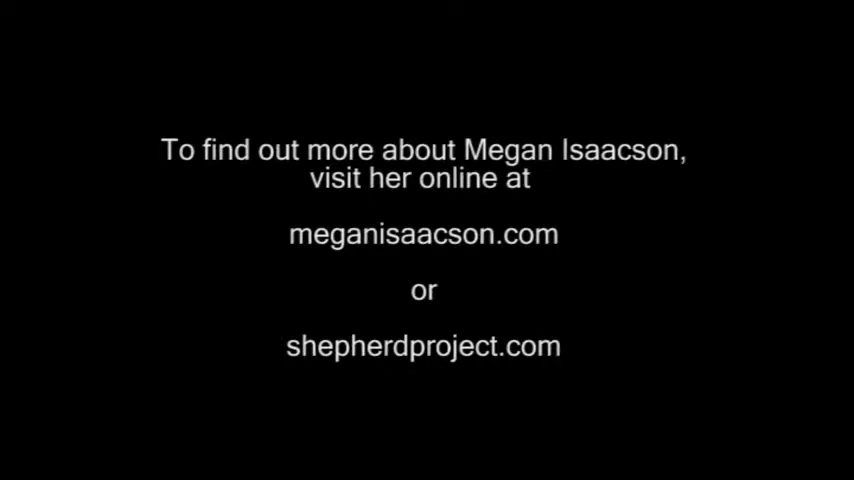 To find out more about Megan Isaacson,
visit her online at
meganisaacson.com
or
shepherdproject.com